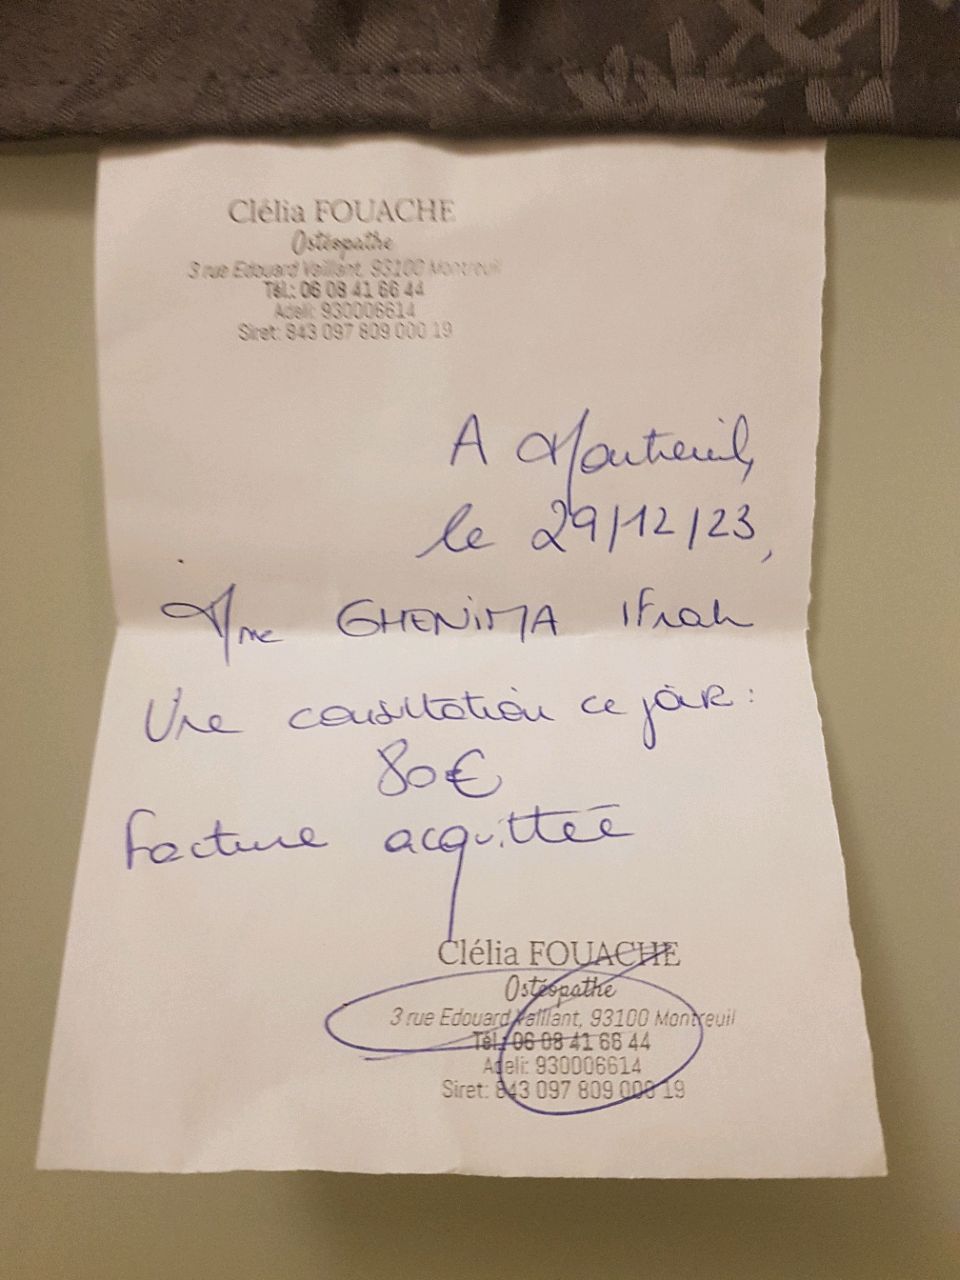 Clélia FOUACHE
Ostéopathe
3 rue Edouard Vaillant, 93100 Montreuil
Tél.: 06 08 41 66 44
Adeli: 930006614
Siret: 843 097 809 000 19
A Montreuil,
le 29/12/23,
Mme GHENIMA Ifrah
Une consultation ce jour :
80€
Facture acquittée
Clélia FOUACHE
Ostéopathe
3 rue Edouard Vaillant, 93100 Montreuil
Tél.: 06 08 41 66 44
Adeli: 930006614
Siret: 843 097 809 000 19